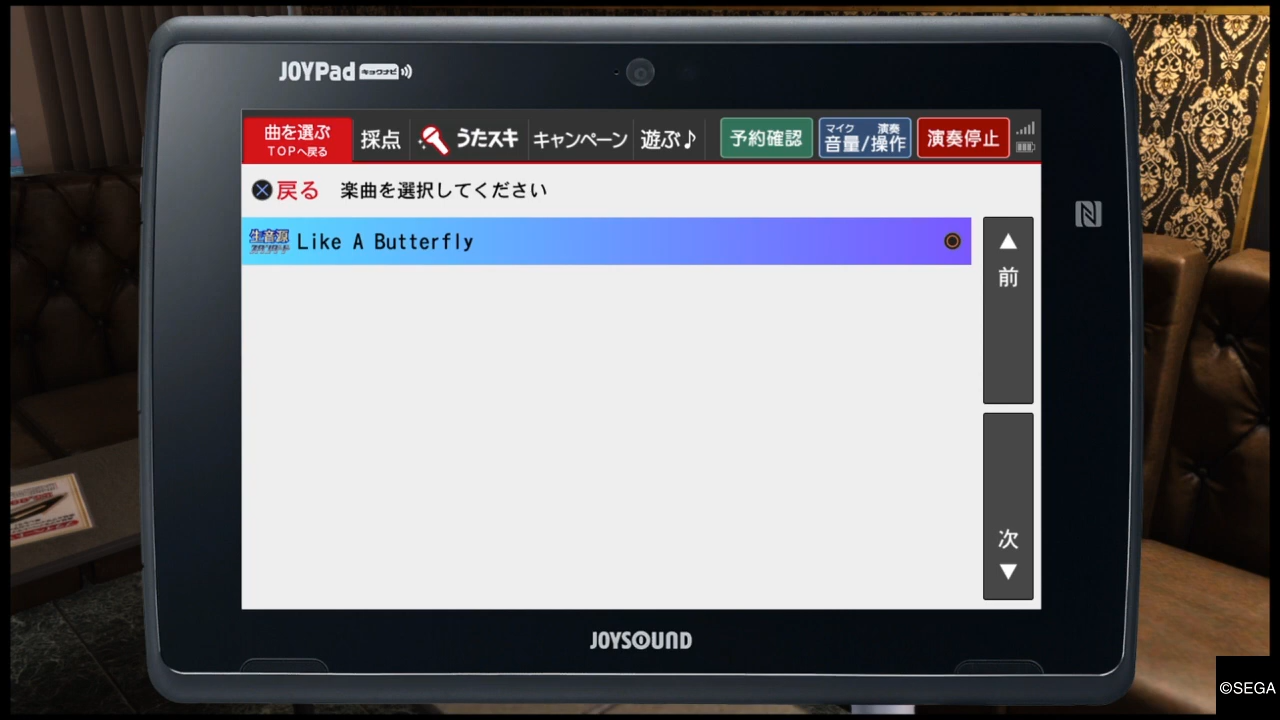 JOYPad キョクナビ
曲を選ぶ
TOPへ戻る
採点
うたスキ
キャンペーン
遊ぶ♪
予約確認
マイク 演奏
音量/操作
演奏停止
戻る 楽曲を選択してください
生音源
Like A Butterfly
▲
前
次
▼
JOYSOUND
©SEGA